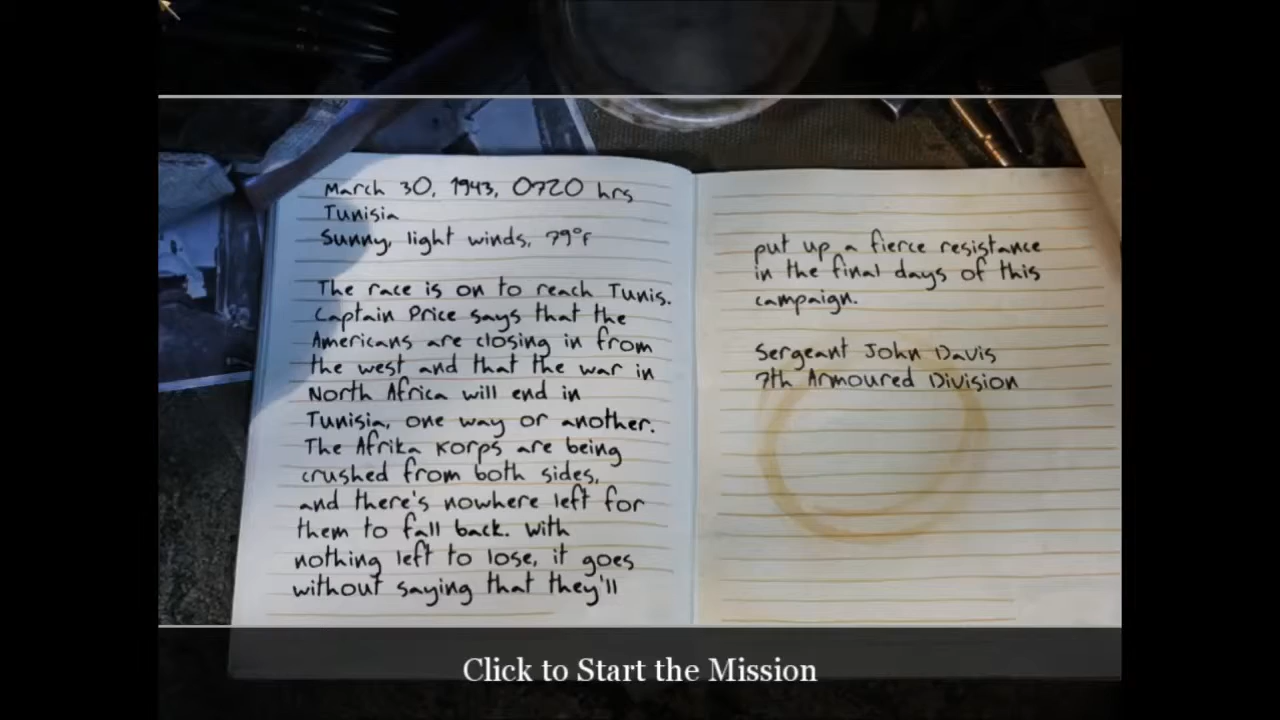 March 30, 1943, 0720 hrs
Tunisia
Sunny, light winds, 79°F
The race is on to reach Tunis.
Captain Price says that the
Americans are closing in from
the west and that the war in
North Africa will end in
Tunisia, one way or another.
The Afrika Korps are being
crushed from both sides,
and there's nowhere left for
them to fall back. With
nothing left to lose, it goes
without saying that they'll
put up a fierce resistance
in the final days of this
campaign.
Sergeant John Davis
7th Armoured Division
Click to Start the Mission